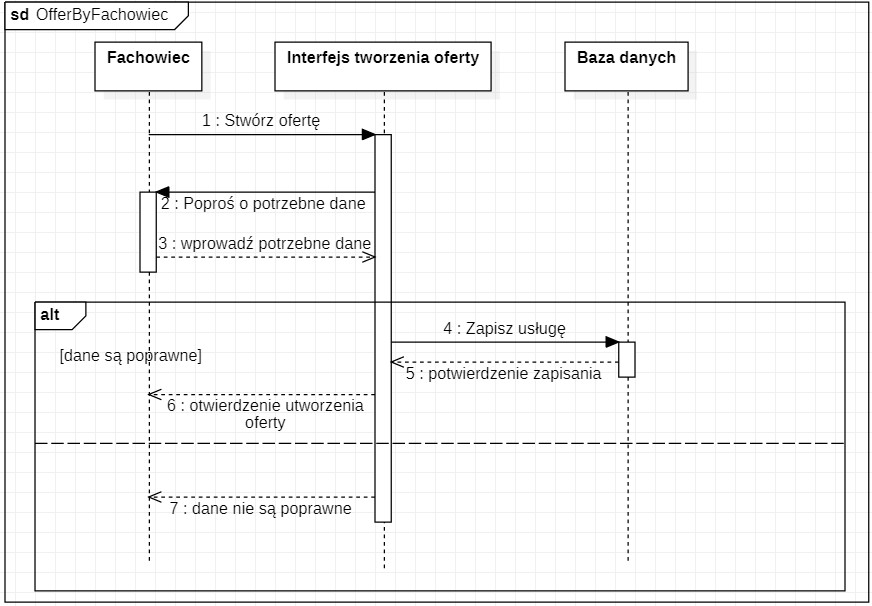 sd OfferByFachowiec
Fachowiec
Interfejs tworzenia oferty
Baza danych
1 : Stwórz ofertę
2 : Poproś o potrzebne dane
3 : wprowadź potrzebne dane
alt
4 : Zapisz usługę
[dane są poprawne]
5 : potwierdzenie zapisania
6 : otwierdzenie utworzenia
oferty
7 : dane nie są poprawne